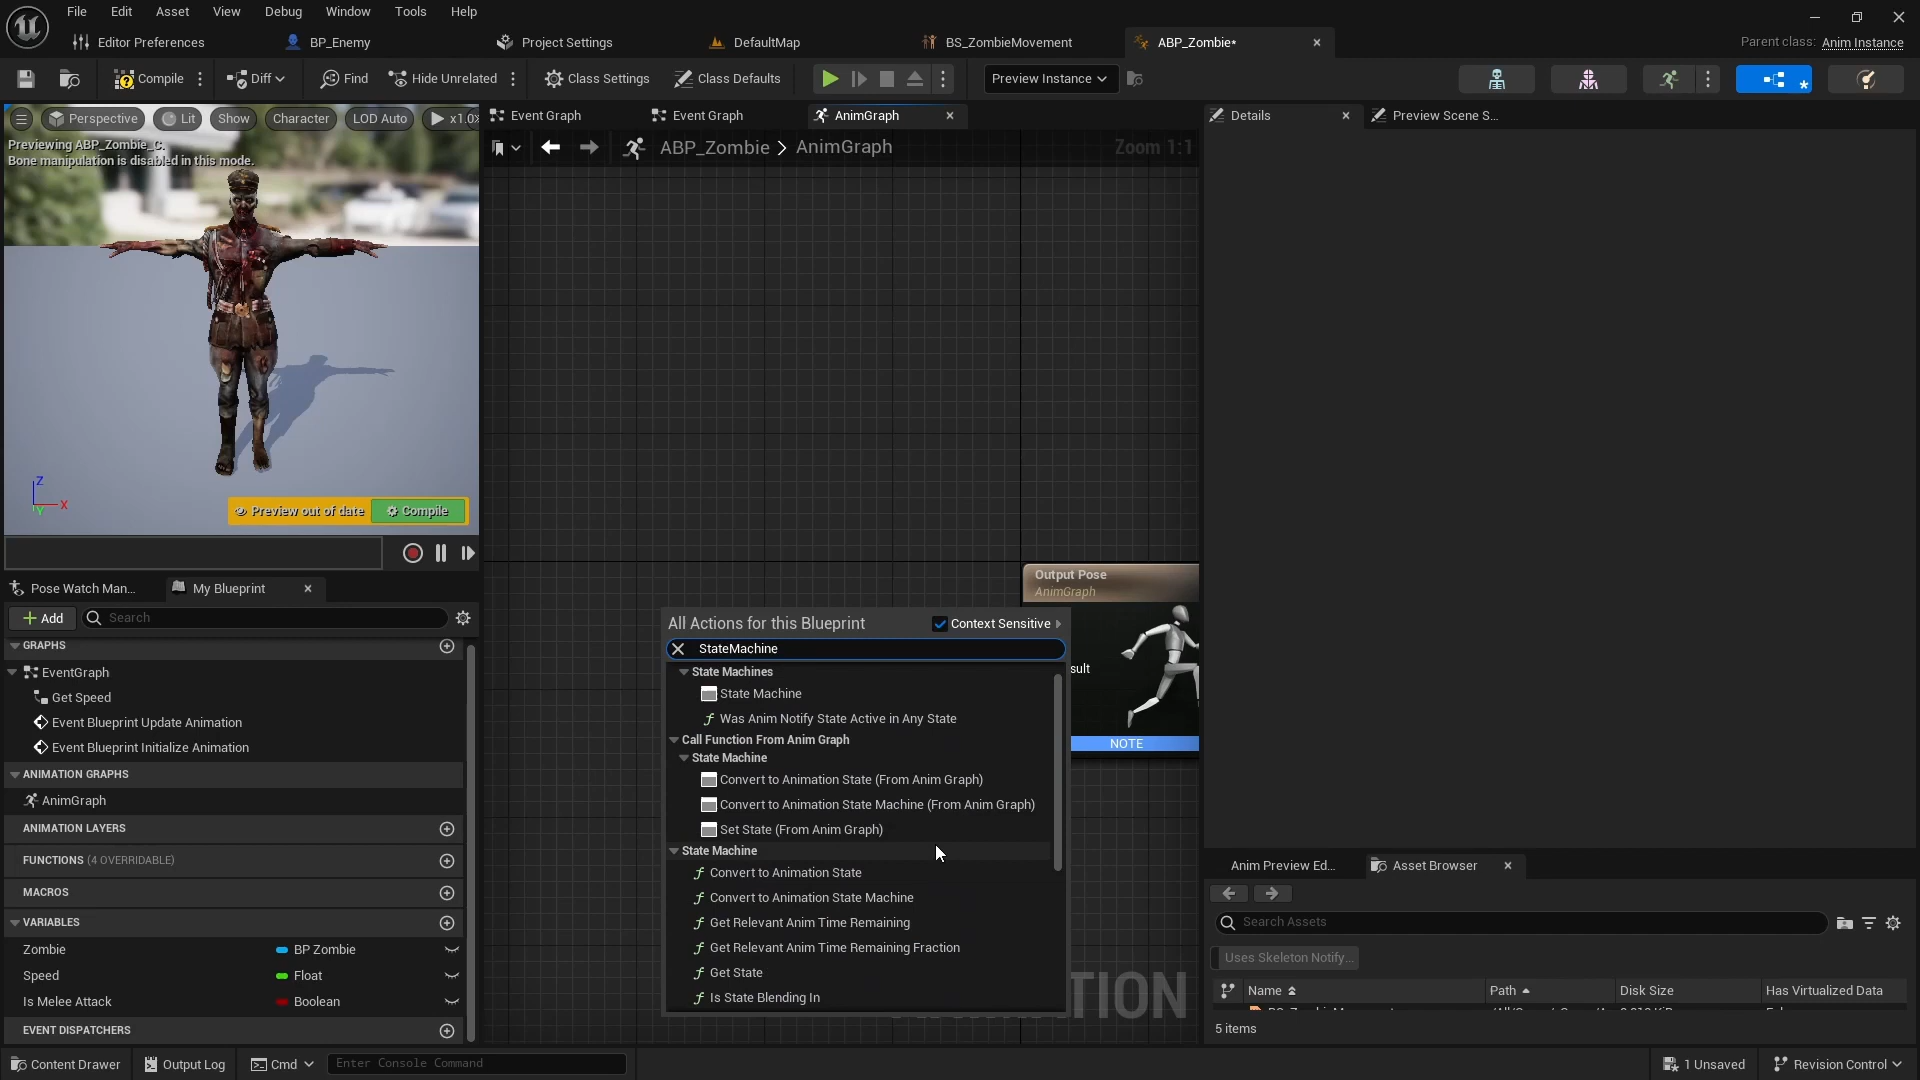 File Edit Asset View Debug Window Tools Help
Editor Preferences BP_Enemy Project Settings DefaultMap BS_ZombieMovement ABP_Zombie* Parent class: Anim Instance
Compile Diff Find Hide Unrelated Class Settings Class Defaults Preview Instance
Perspective Lit Show Character LOD Auto x1.0 Event Graph Event Graph AnimGraph Details Preview Scene S...
Previewing ABP_Zombie_C.
Bone manipulation is disabled in this mode.
ABP_Zombie > AnimGraph Zoom 1:1
Z
X
Y
Preview out of date Compile
Output Pose
AnimGraph
Pose Watch Man... My Blueprint
Add Search
All Actions for this Blueprint Context Sensitive
StateMachine
State Machines
State Machine
Was Anim Notify State Active in Any State
Call Function From Anim Graph
State Machine
Convert to Animation State (From Anim Graph)
Convert to Animation State Machine (From Anim Graph)
Set State (From Anim Graph)
State Machine
Convert to Animation State
Convert to Animation State Machine
Get Relevant Anim Time Remaining
Get Relevant Anim Time Remaining Fraction
Get State
Is State Blending In
sult
NOTE
GRAPHS
EventGraph
Get Speed
Event Blueprint Update Animation
Event Blueprint Initialize Animation
ANIMATION GRAPHS
AnimGraph
ANIMATION LAYERS
FUNCTIONS (4 OVERRIDABLE)
MACROS
VARIABLES
Zombie BP Zombie
Speed Float
Is Melee Attack Boolean
EVENT DISPATCHERS
Anim Preview Ed... Asset Browser
Search Assets
Uses Skeleton Notify...
Name Path Disk Size Has Virtualized Data
5 items
Content Drawer Output Log Cmd Enter Console Command 1 Unsaved Revision Control